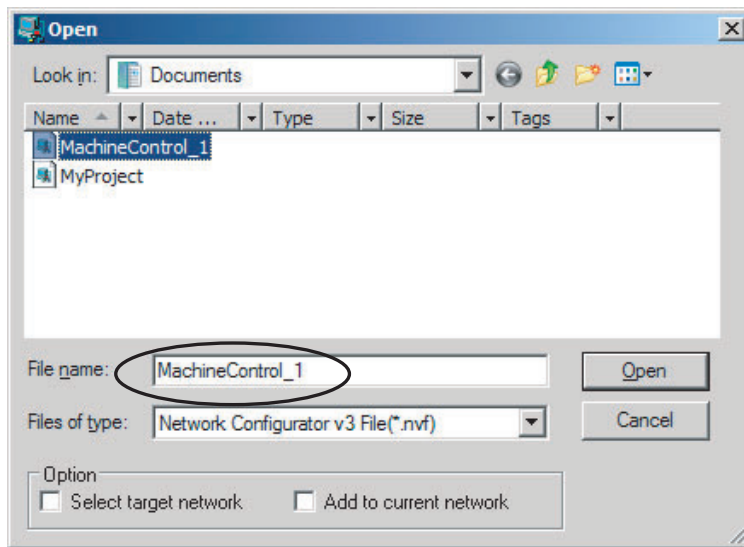 Open
Look in: Documents
Name Date ... Type Size Tags
MachineControl_1
MyProject
File name: MachineControl_1 Open
Files of type: Network Configurator v3 File(*.nvf) Cancel
Option
Select target network Add to current network